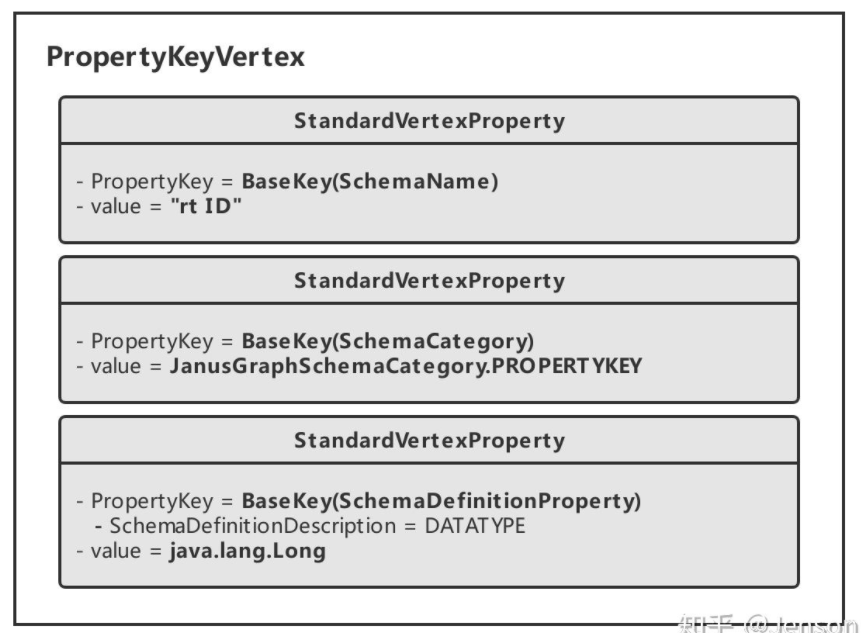 PropertyKeyVertex
StandardVertexProperty
- PropertyKey = BaseKey(SchemaName)
- value = "rt ID"
StandardVertexProperty
- PropertyKey = BaseKey(SchemaCategory)
- value = JanusGraphSchemaCategory.PROPERTYKEY
StandardVertexProperty
- PropertyKey = BaseKey(SchemaDefinitionProperty)
- SchemaDefinitionDescription = DATATYPE
- value = java.lang.Long
知乎 @Jenson